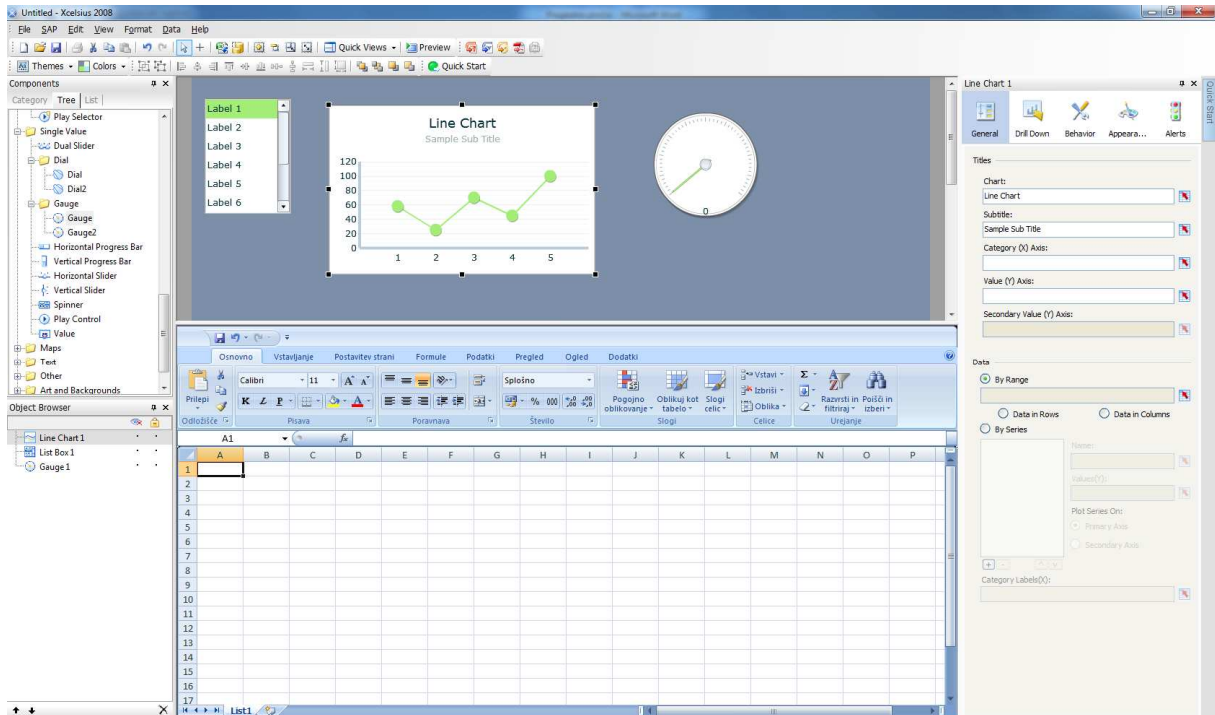 Untitled - Xcelsius 2008
File SAP Edit View Format Data Help
Quick Views Preview
Themes Colors Quick Start
Components
Category Tree List
Play Selector
Single Value
Dual Slider
Dial
Dial
Dial2
Gauge
Gauge
Gauge2
Horizontal Progress Bar
Vertical Progress Bar
Horizontal Slider
Vertical Slider
Spinner
Play Control
Value
Maps
Text
Other
Art and Backgrounds
Object Browser
Line Chart 1
List Box 1
Gauge 1
Label 1
Label 2
Label 3
Label 4
Label 5
Label 6
Line Chart
Sample Sub Title
120
100
80
60
40
20
0
1 2 3 4 5
0
Osnovno Vstavljanje Postavitev strani Formule Podatki Pregled Ogled Dodatki
Prilepi
Calibri 11
K L P
Splošno
% 000
Pogojno oblikovanje
Oblikuj kot tabelo
Slogi celic
Vstavi
Izbriši
Oblika
Razvrsti in filtriraj
Poišči in izberi
Odložišče Pisava Poravnava Število Slogi Celice Urejanje
A1 fx
A B C D E F G H I J K L M N O P
1
2
3
4
5
6
7
8
9
10
11
12
13
14
15
16
17
List1
Line Chart 1
Quick Start
General Drill Down Behavior Appeara... Alerts
Titles
Chart:
Line Chart
Subtitle:
Sample Sub Title
Category (X) Axis:
Value (Y) Axis:
Secondary Value (Y) Axis:
Data
By Range
Data in Rows Data in Columns
By Series
Name:
Values(Y):
Plot Series On:
Primary Axis
Secondary Axis
Category Labels(X):